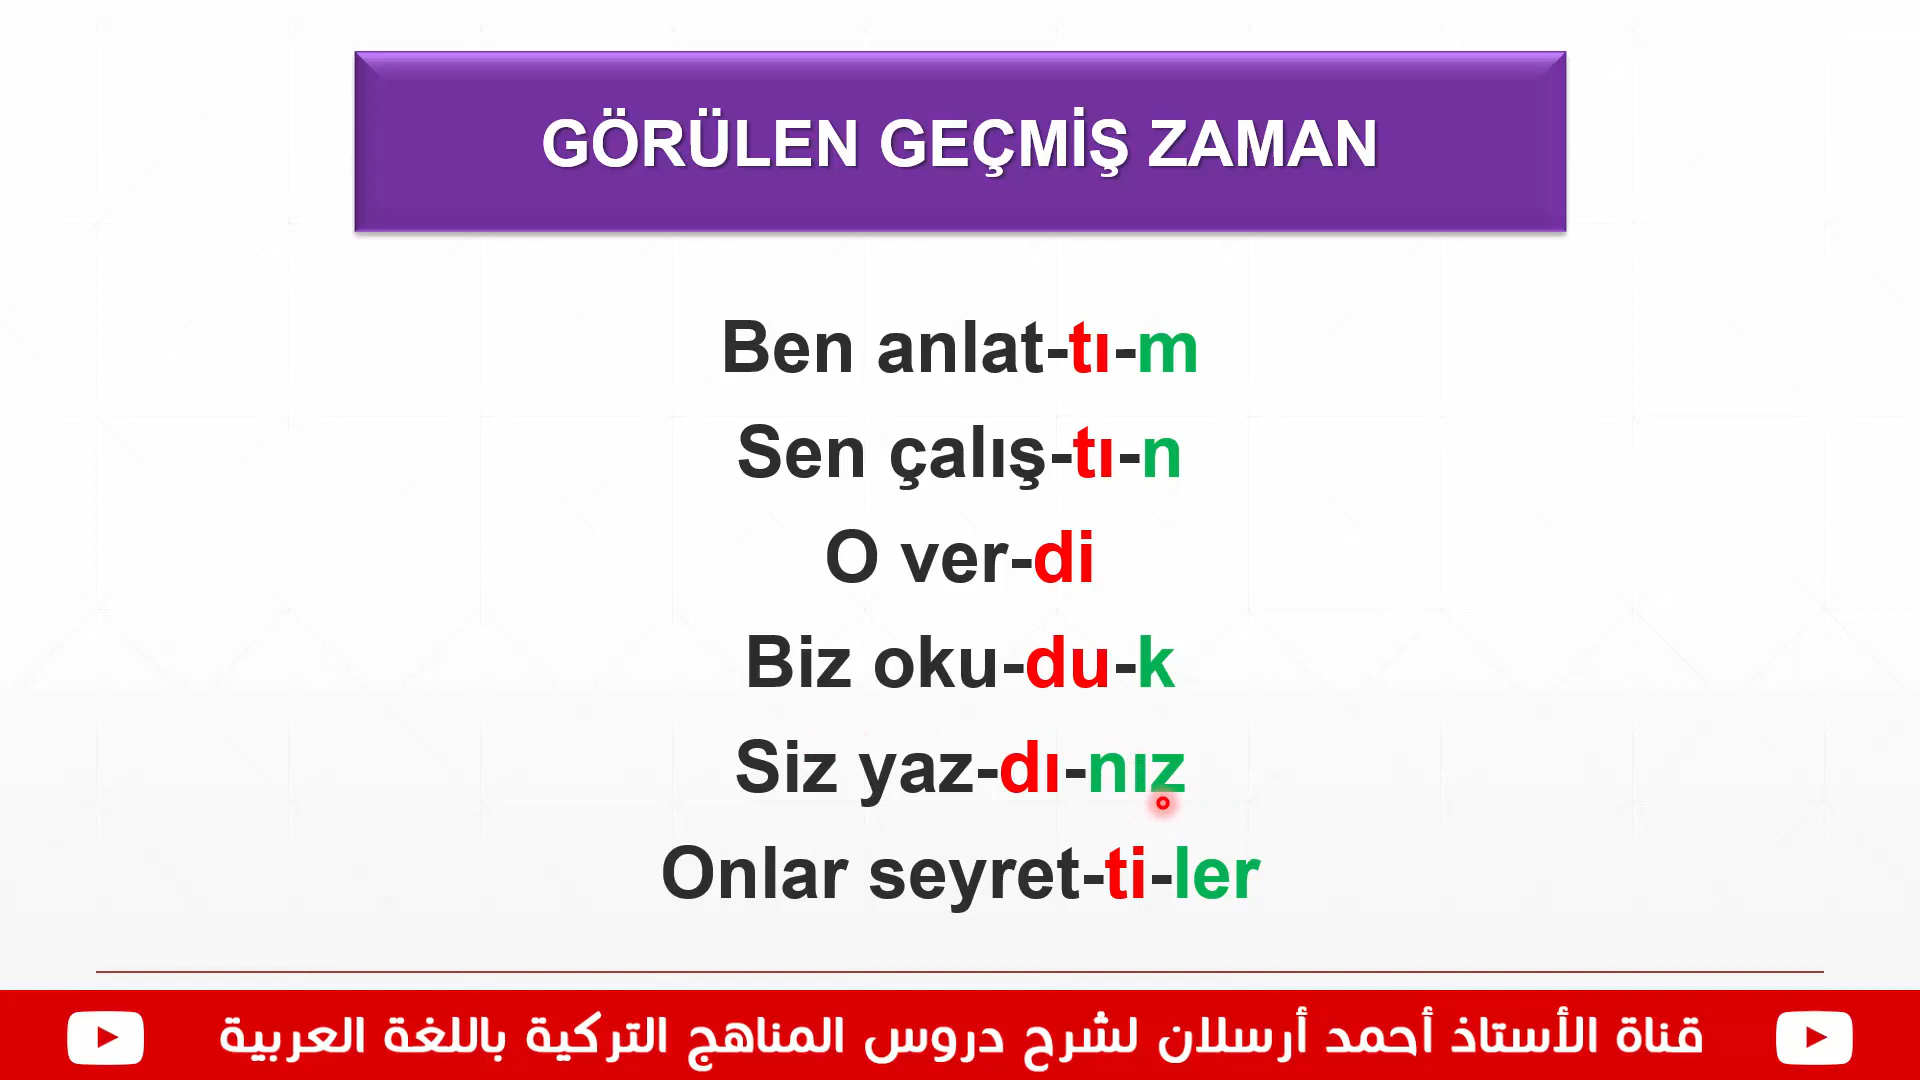 GÖRÜLEN GEÇMİŞ ZAMAN
Ben anlat-tı-m
Sen çalış-tı-n
O ver-di
Biz oku-du-k
Siz yaz-dı-nız
Onlar seyret-ti-ler
قناة الأستاذ أحمد أرسلان لشرح دروس المناهج التركية باللغة العربية